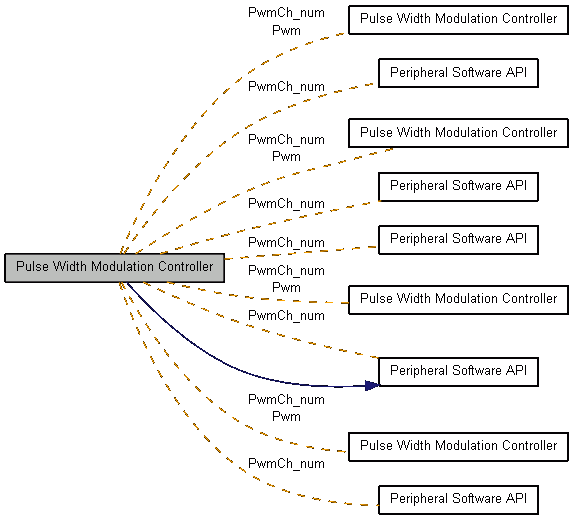 PwmCh_num
Pwm
Pulse Width Modulation Controller
PwmCh_num
Peripheral Software API
PwmCh_num
Pwm
Pulse Width Modulation Controller
PwmCh_num
Peripheral Software API
PwmCh_num
Peripheral Software API
Pulse Width Modulation Controller
PwmCh_num
Pwm
Pulse Width Modulation Controller
PwmCh_num
Peripheral Software API
PwmCh_num
Pwm
Pulse Width Modulation Controller
PwmCh_num
Peripheral Software API